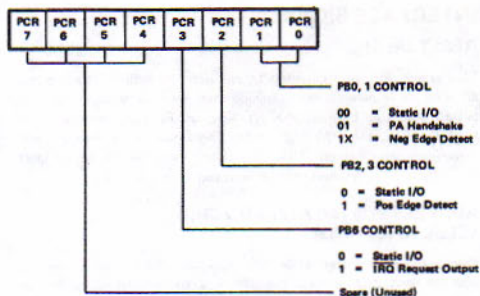 PCR 7 PCR 6 PCR 5 PCR 4 PCR 3 PCR 2 PCR 1 PCR 0
PB0, 1 CONTROL
00 = Static I/O
01 = PA Handshake
1X = Neg Edge Detect
PB2, 3 CONTROL
0 = Static I/O
1 = Pos Edge Detect
PB6 CONTROL
0 = Static I/O
1 = IRQ Request Output
Spare (Unused)